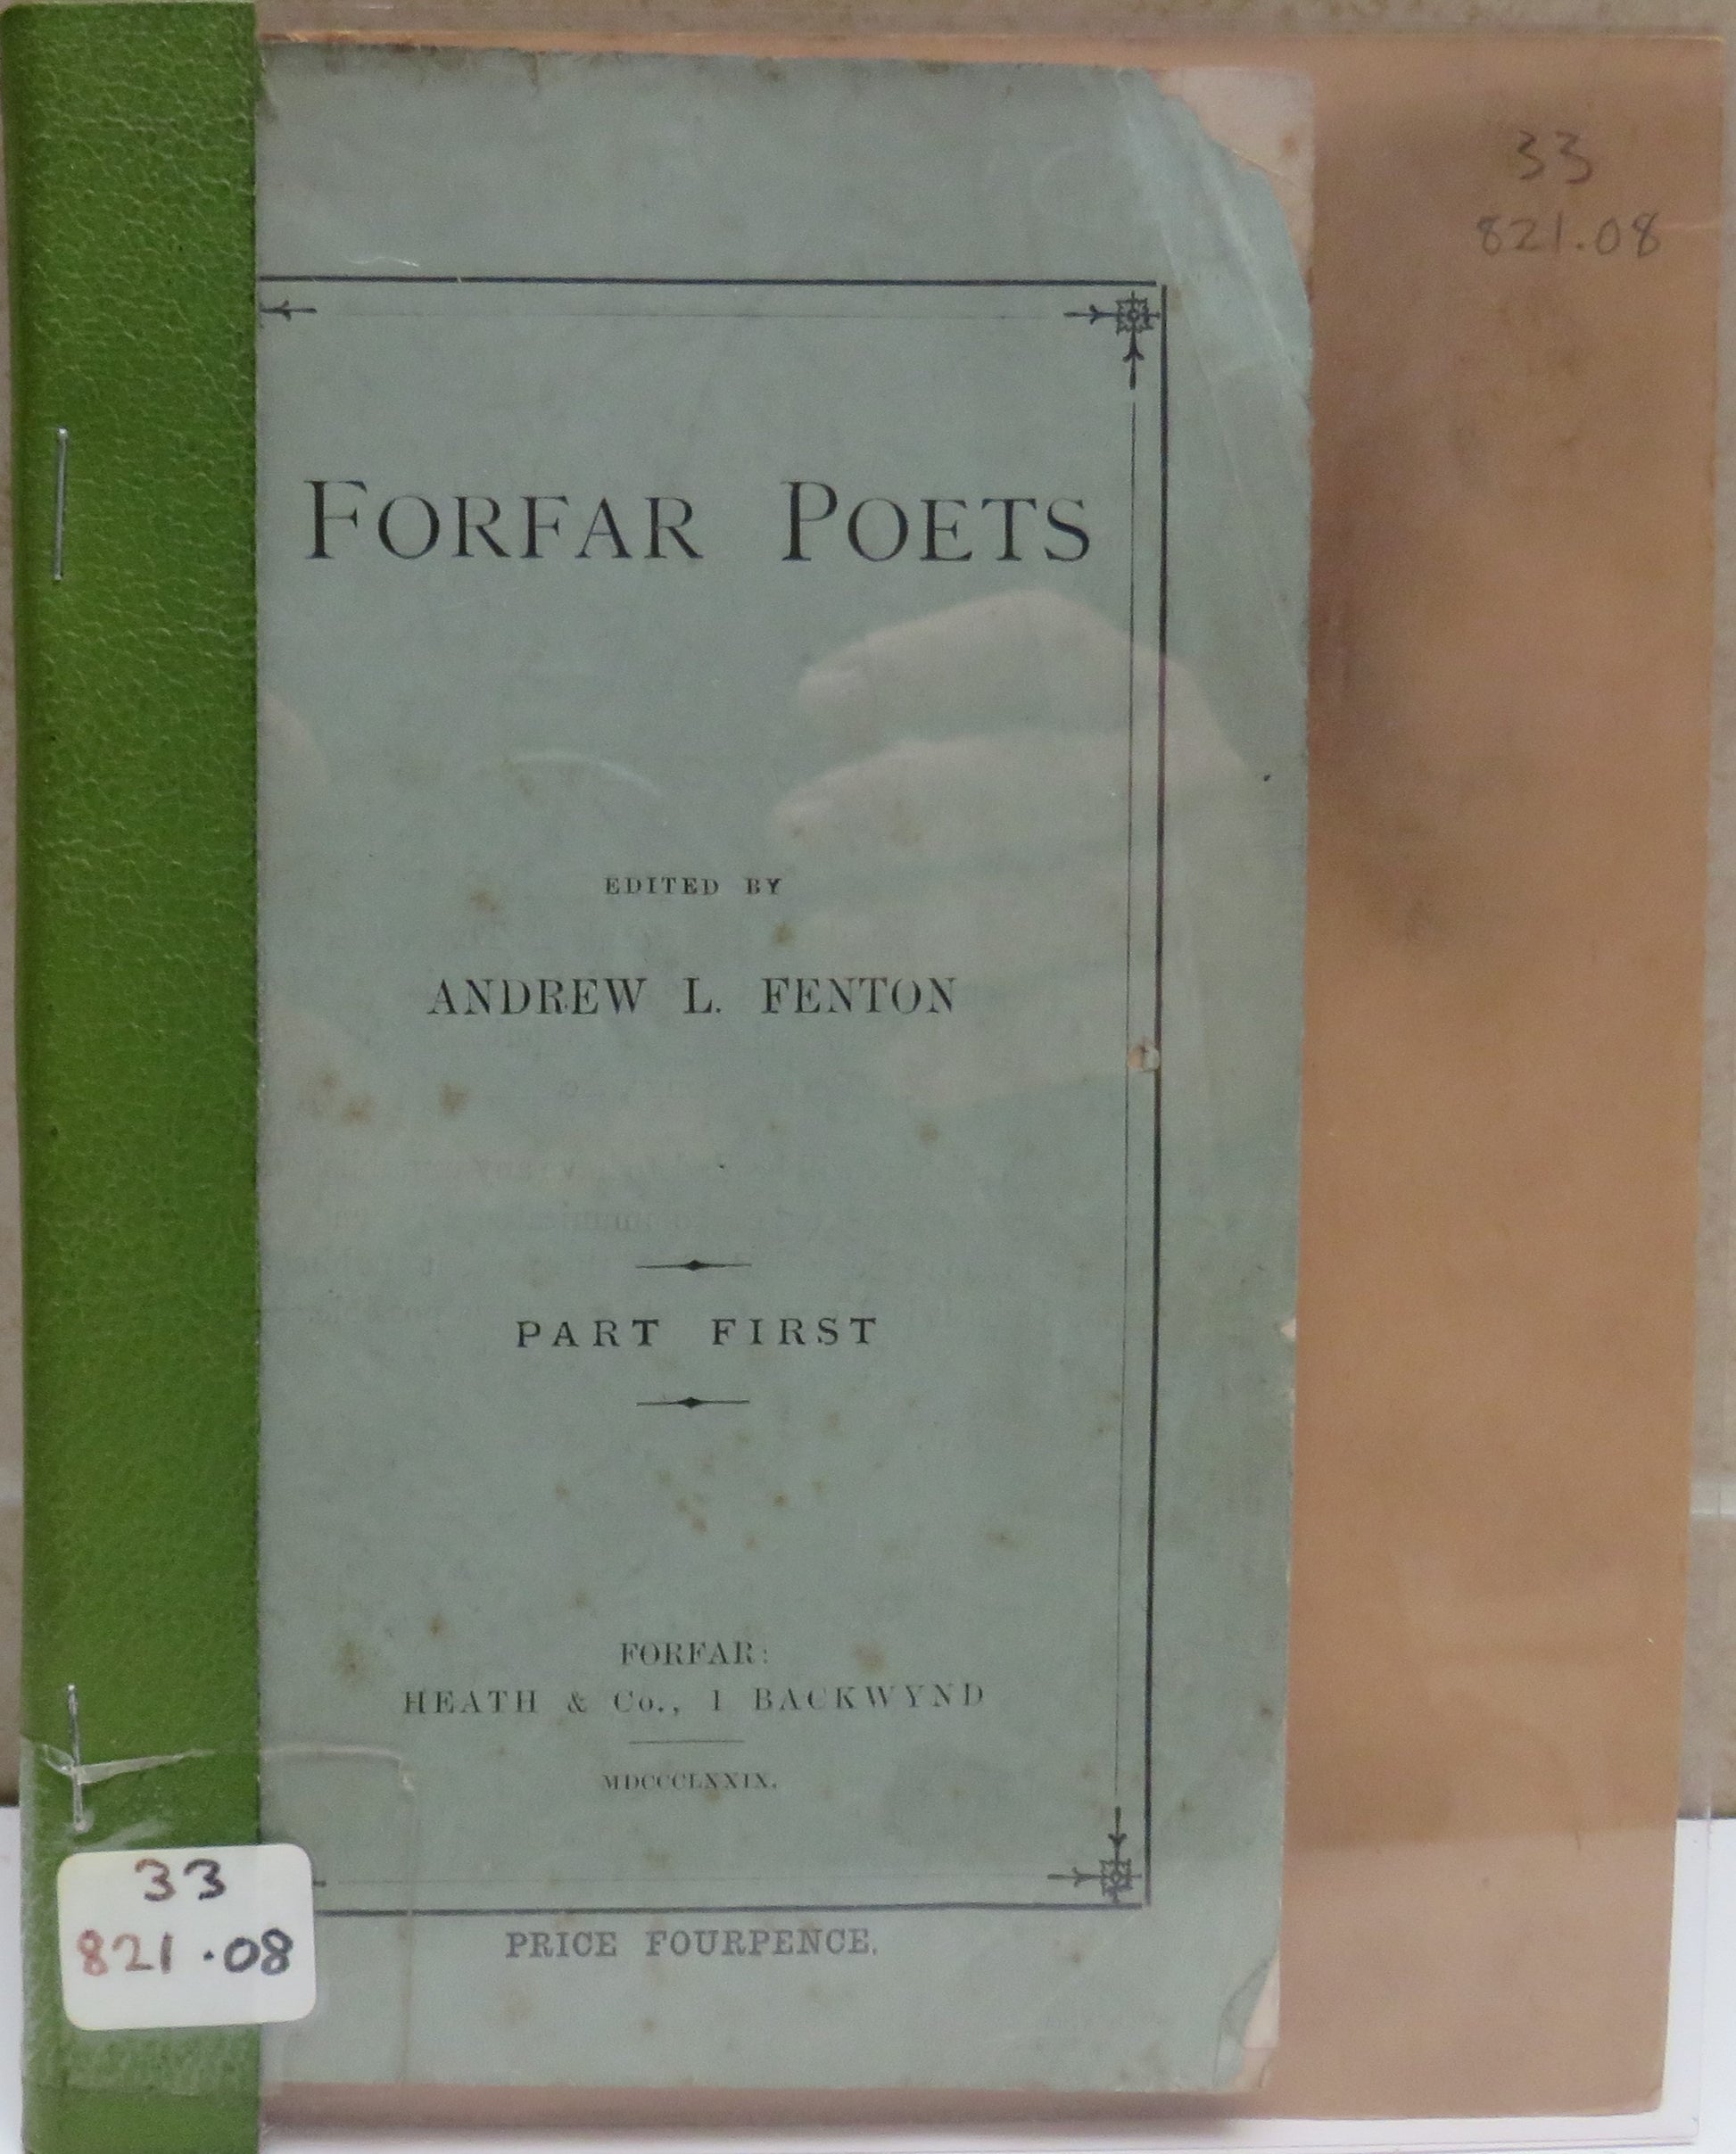 33
821.08
FORFAR POETS
EDITED BY
ANDREW L. FENTON
PART FIRST
FORFAR:
HEATH & Co., 1 BACKWYND
MDCCCLXXIX.
PRICE FOURPENCE.
33
821.08